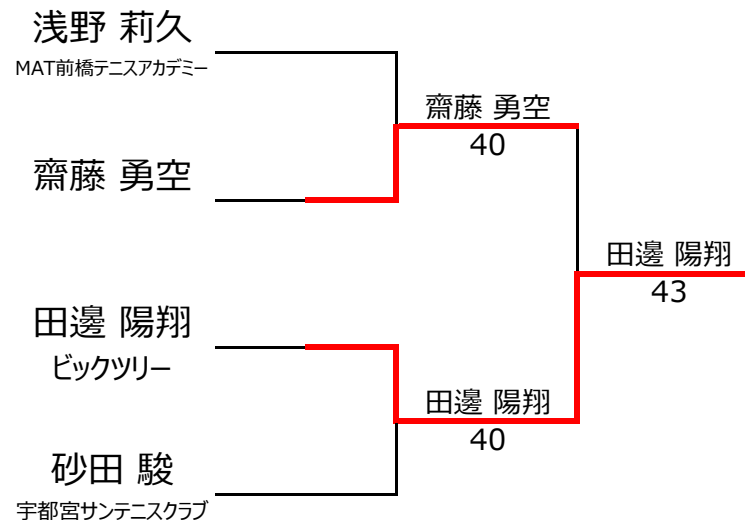 浅野 莉久
MAT前橋テニスアカデミー
齋藤 勇空
40
齋藤 勇空
田邊 陽翔
43
田邊 陽翔
ビックツリー
田邊 陽翔
40
砂田 駿
宇都宮サンテニスクラブ